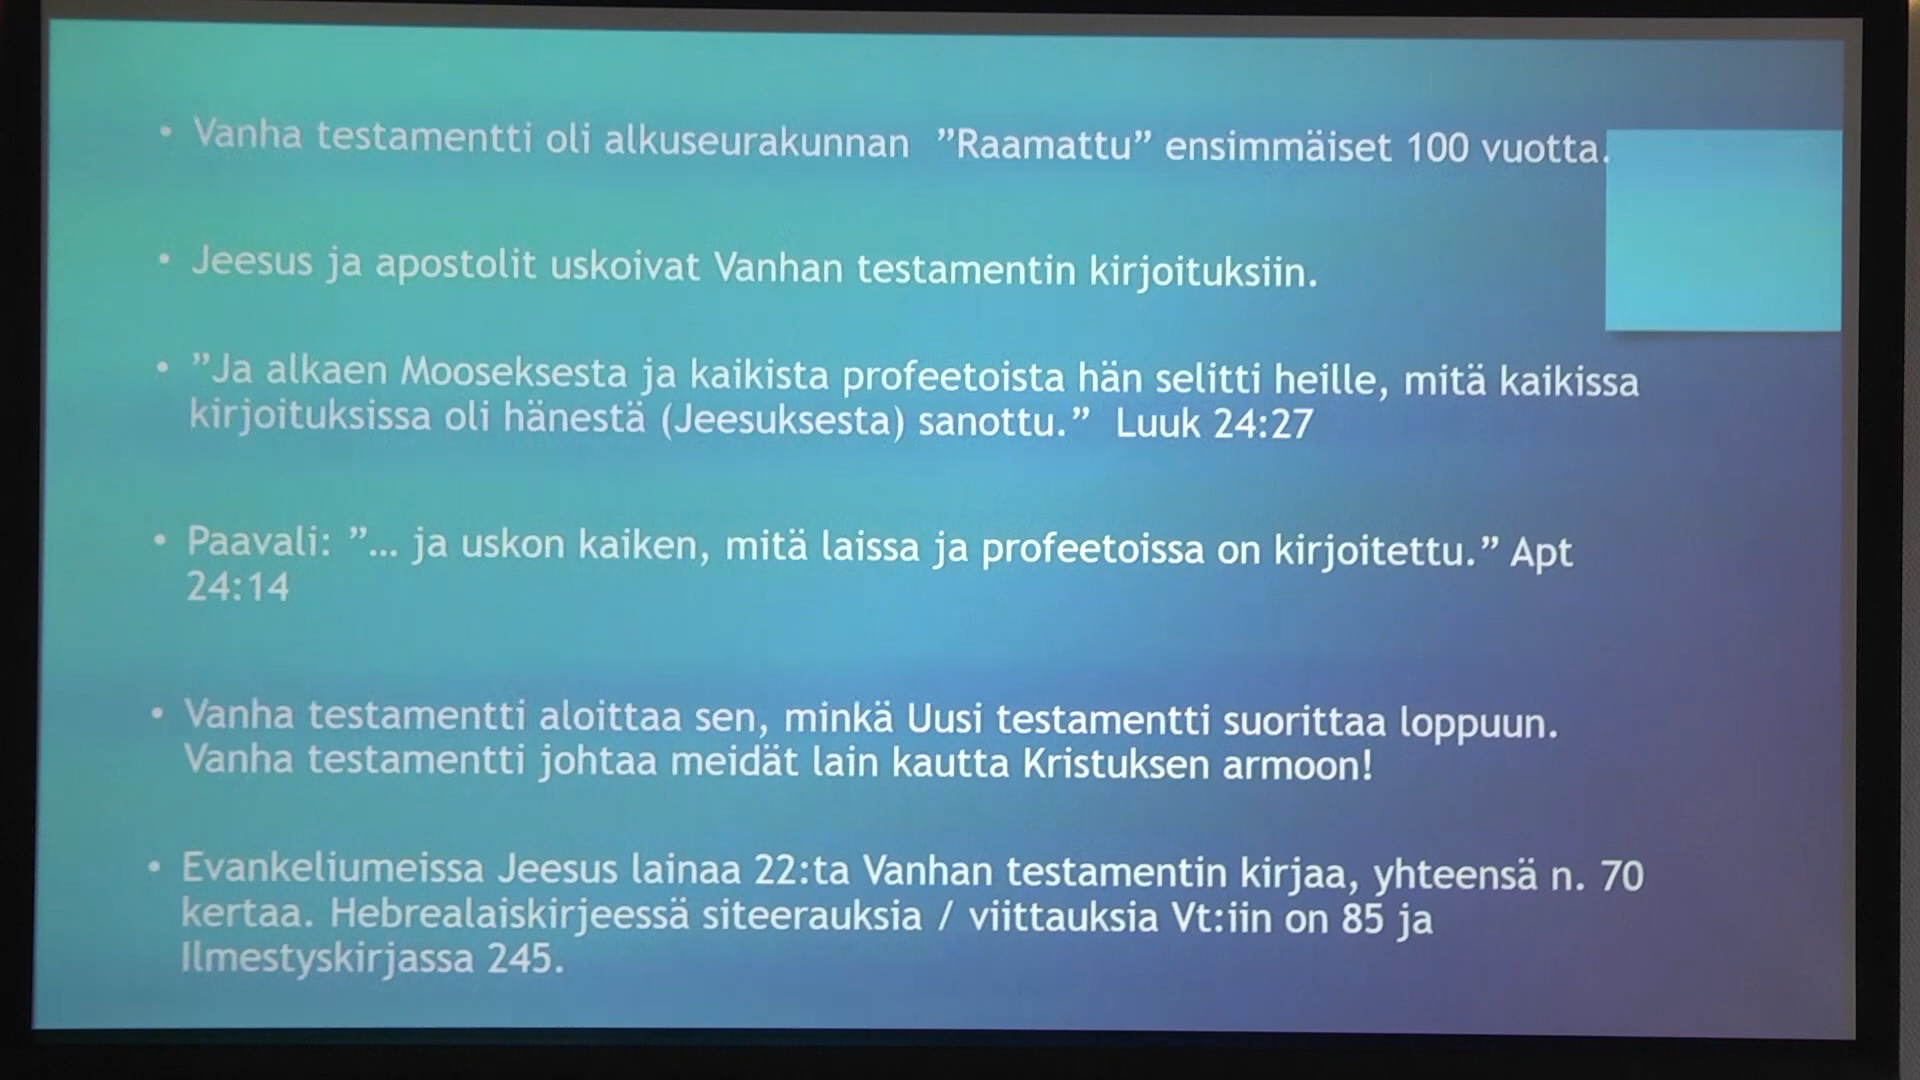 • Vanha testamentti oli alkuseurakunnan ”Raamattu” ensimmäiset 100 vuotta.
• Jeesus ja apostolit uskoivat Vanhan testamentin kirjoituksiin.
• ”Ja alkaen Mooseksesta ja kaikista profeetoista hän selitti heille, mitä kaikissa
kirjoituksissa oli hänestä (Jeesuksesta) sanottu.” Luuk 24:27
• Paavali: ”… ja uskon kaiken, mitä laissa ja profeetoissa on kirjoitettu.” Apt
24:14
• Vanha testamentti aloittaa sen, minkä Uusi testamentti suorittaa loppuun.
Vanha testamentti johtaa meidät lain kautta Kristuksen armoon!
• Evankeliumeissa Jeesus lainaa 22:ta Vanhan testamentin kirjaa, yhteensä n. 70
kertaa. Hebrealaiskirjeessä siteerauksia / viittauksia Vt:iin on 85 ja
Ilmestyskirjassa 245.